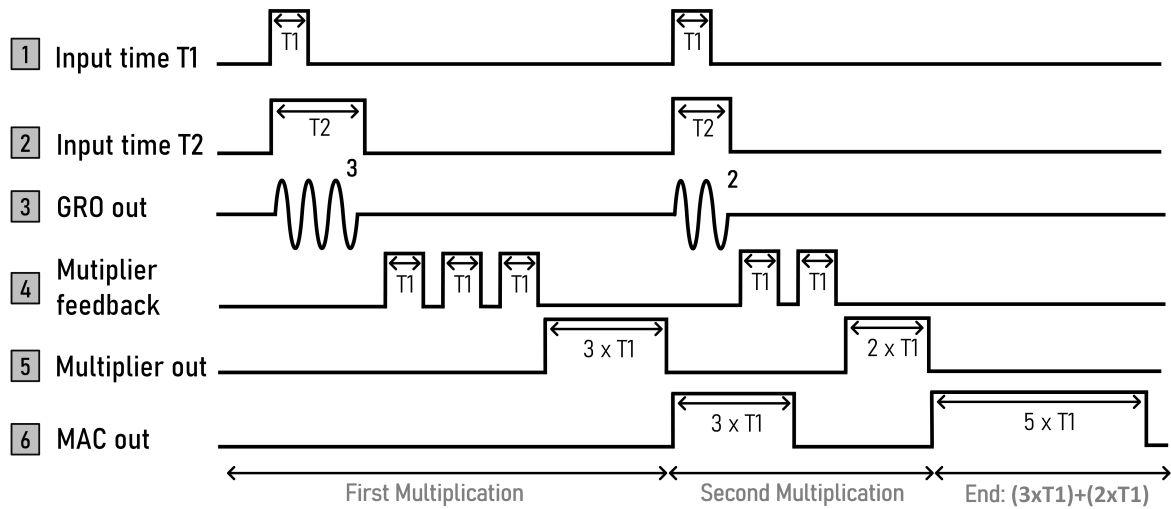 T1 T1
1 Input time T1
T2 T2
2 Input time T2
3 2
3 GRO out
4 Mutiplier
feedback
T1 T1 T1 T1 T1
3 x T1 2 x T1
5 Multiplier out
3 x T1 5 x T1
6 MAC out
First Multiplication Second Multiplication End: (3xT1)+(2xT1)